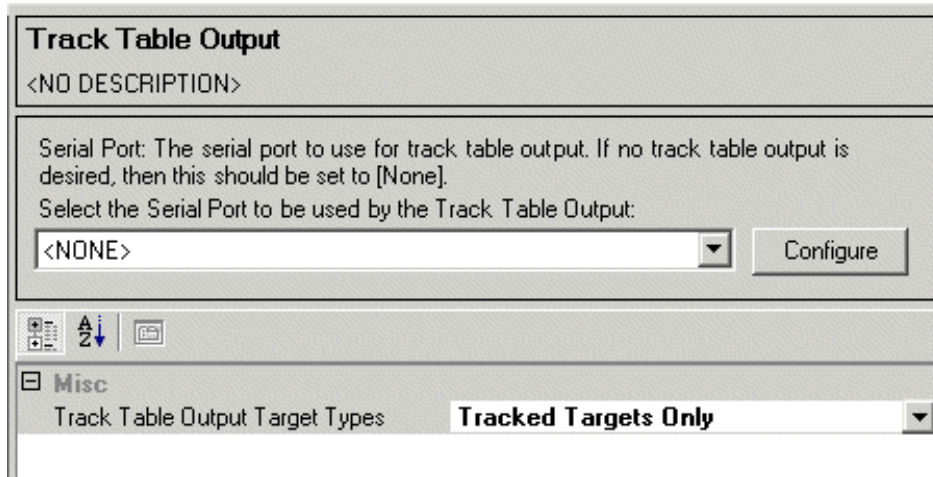 Track Table Output
<NO DESCRIPTION>
Serial Port: The serial port to use for track table output. If no track table output is
desired, then this should be set to [None].
Select the Serial Port to be used by the Track Table Output:
<NONE>
Configure
A
Z
Misc
Track Table Output Target Types
Tracked Targets Only